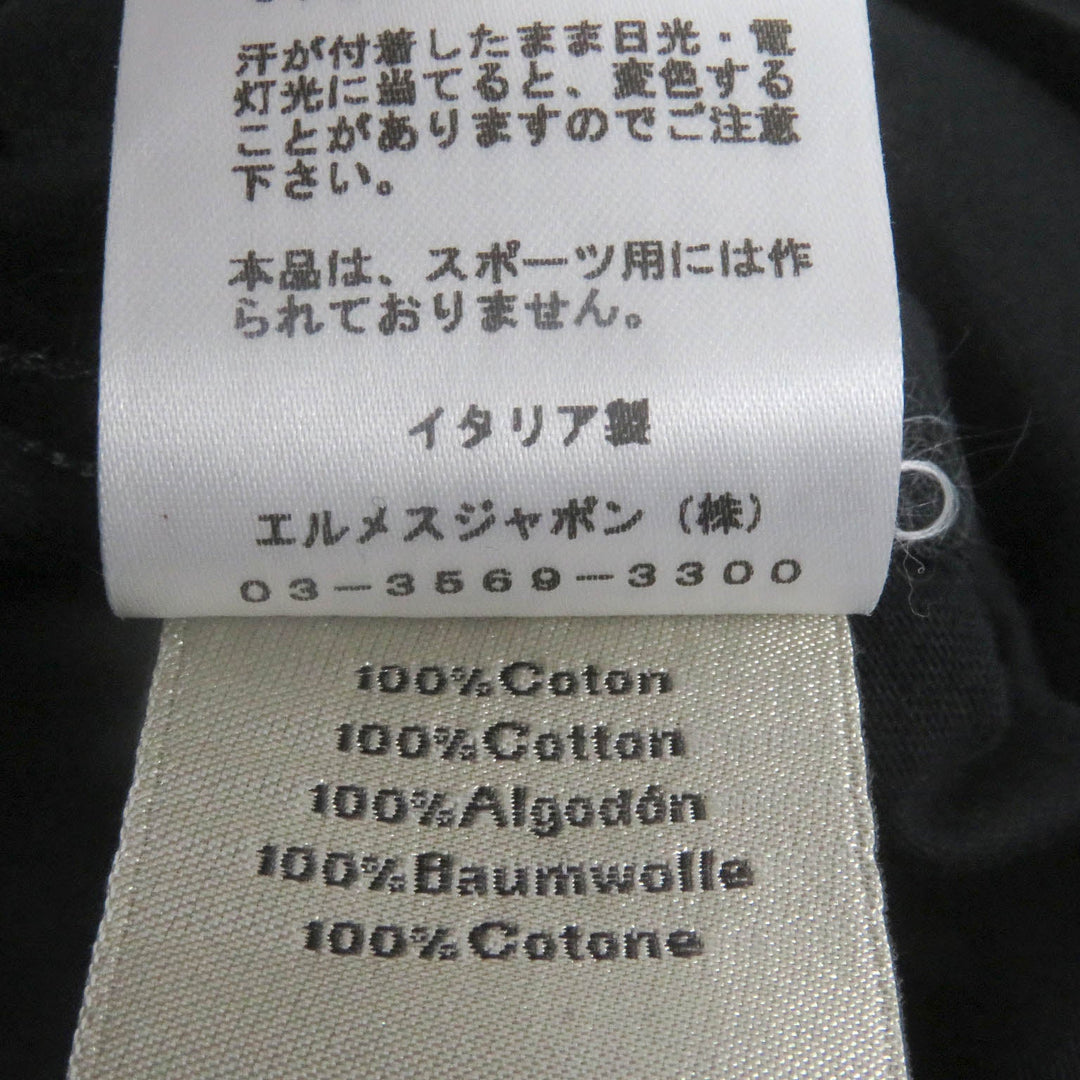 汗が付着したまま日光・電
灯光に当てると、変色する
ことがありますのでご注意
下さい。
本品は、スポーツ用には作
られておりません。
イタリア製
エルメスジャポン（株）
０３－３５６９－３３００
100%Coton
100%Cotton
100%Algodón
100%Baumwolle
100%Cotone